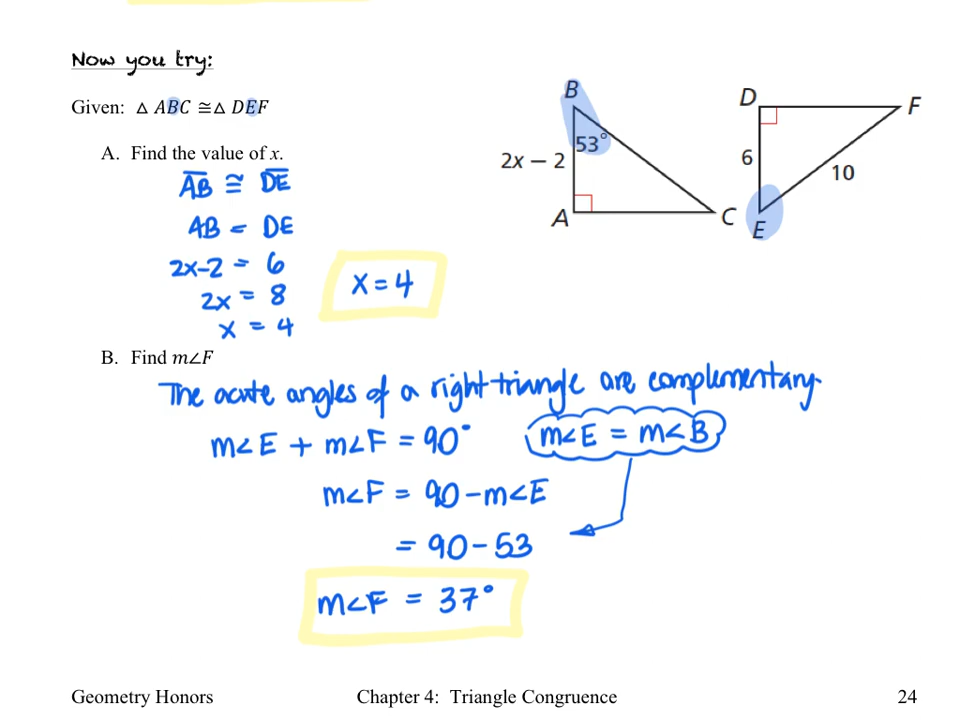 Now you try:
Given: △ ABC ≅△ DEF
A. Find the value of x.
AB ≅ DE
AB = DE
2x-2 = 6
2x = 8
x = 4
x = 4
B
53°
2x – 2
A
C
D
F
6
10
E
B. Find m∠F
The acute angles of a right triangle are complementary.
m∠E + m∠F = 90°
m∠E = m∠B
m∠F = 90-m∠E
= 90-53
m∠F = 37°
Geometry Honors Chapter 4: Triangle Congruence 24